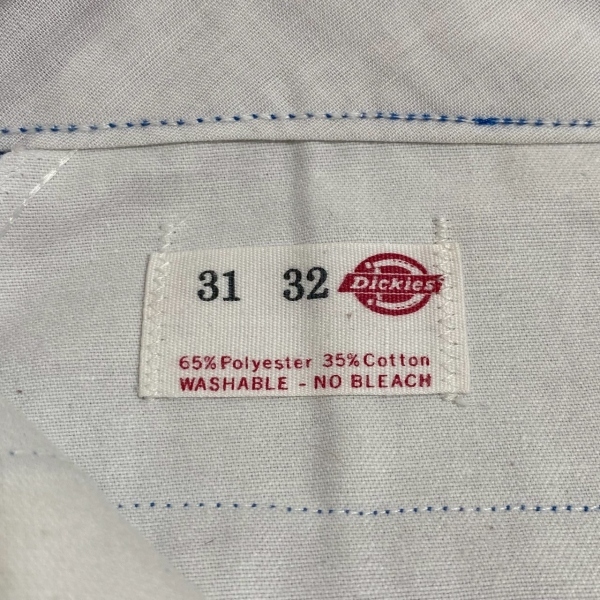 31 32 Dickies
65% Polyester 35% Cotton
WASHABLE - NO BLEACH